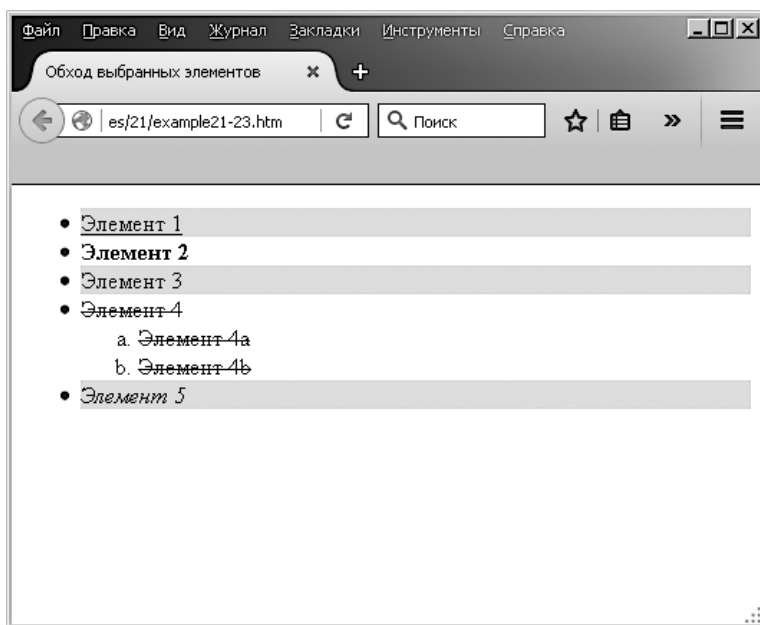 Файл Правка Вид Журнал Закладки Инструменты Справка
Обход выбранных элементов
es/21/example21-23.htm Поиск
Элемент 1
Элемент 2
Элемент 3
Элемент 4
a. Элемент 4a
b. Элемент 4b
Элемент 5